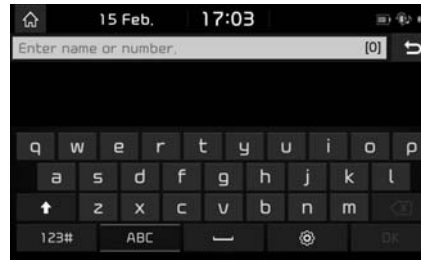 15 Feb. 17:03
Enter name or number. [0]
q w e r t y u i o p
a s d f g h j k l
z x c v b n m
123# ABC OK